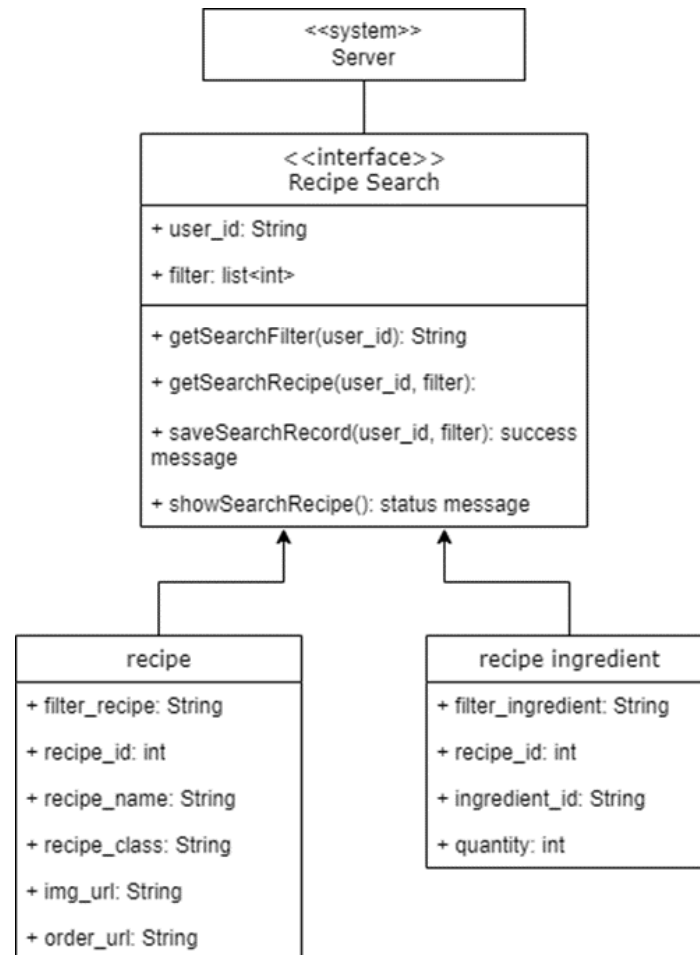 <<system>>
Server
<<interface>>
Recipe Search
+ user_id: String
+ filter: list<int>
+ getSearchFilter(user_id): String
+ getSearchRecipe(user_id, filter):
+ saveSearchRecord(user_id, filter): success
message
+ showSearchRecipe(): status message
recipe
+ filter_recipe: String
+ recipe_id: int
+ recipe_name: String
+ recipe_class: String
+ img_url: String
+ order_url: String
recipe ingredient
+ filter_ingredient: String
+ recipe_id: int
+ ingredient_id: String
+ quantity: int